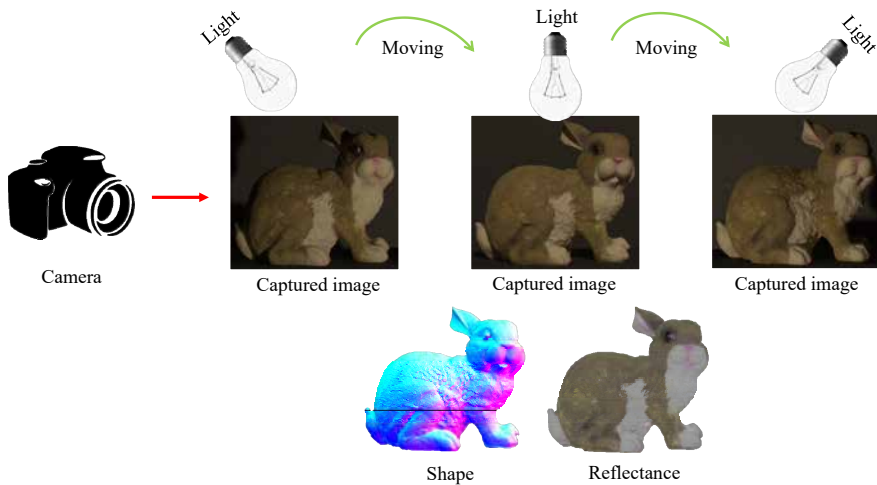 Light
Moving
Light
Moving
Light
Camera
Captured image
Captured image
Captured image
Shape
Reflectance